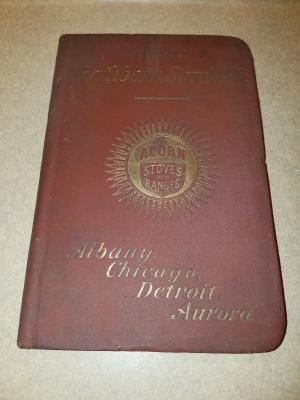 ACORN
STOVES
AND
RANGES
Albany.
Chicago.
Detroit.
Aurora.